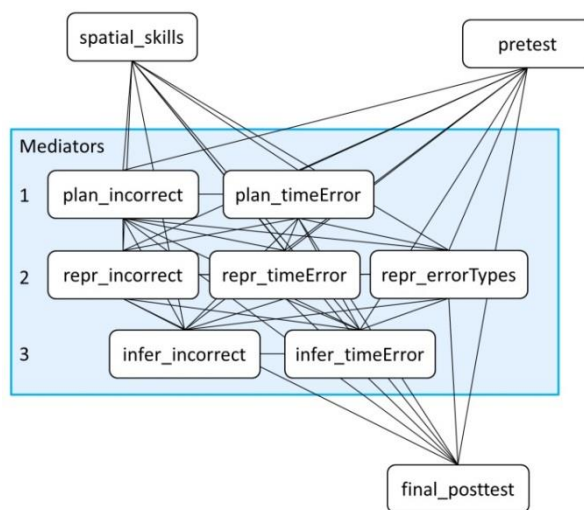 spatial_skills
pretest
Mediators
1
plan_incorrect
plan_timeError
2
repr_incorrect
repr_timeError
repr_errorTypes
3
infer_incorrect
infer_timeError
final_posttest